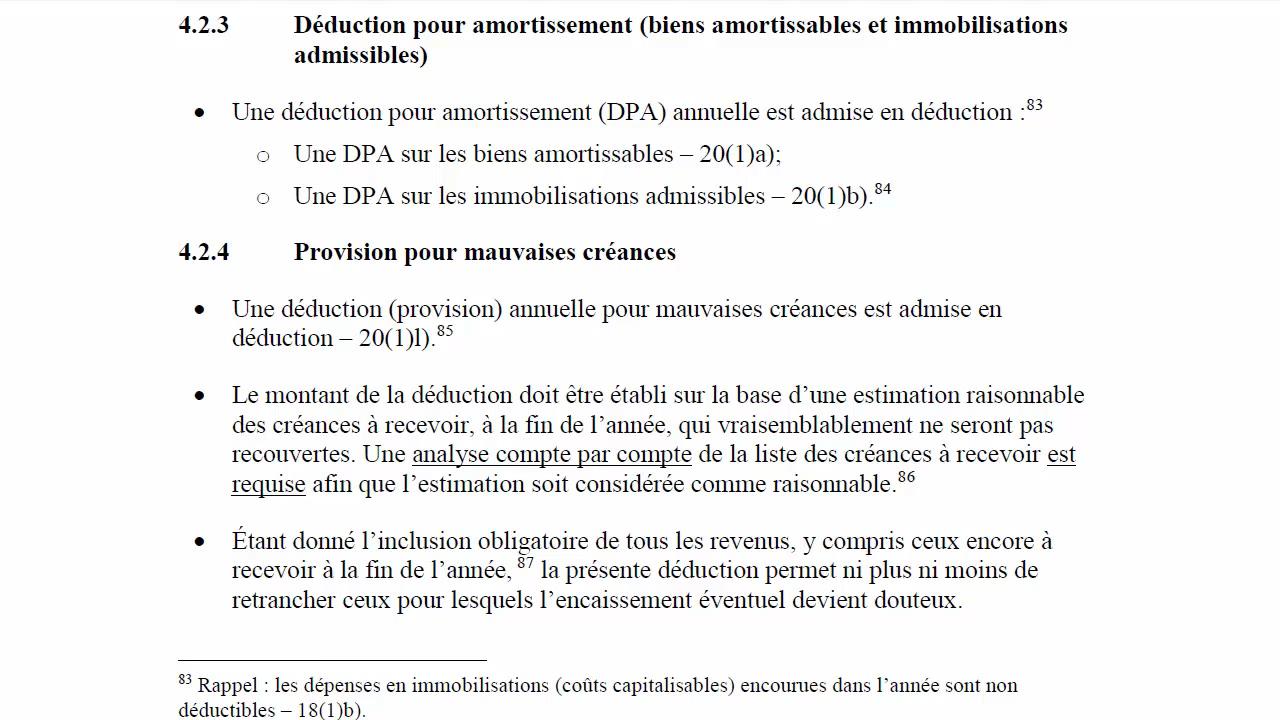 4.2.3 Déduction pour amortissement (biens amortissables et immobilisations
admissibles)
• Une déduction pour amortissement (DPA) annuelle est admise en déduction :83
o Une DPA sur les biens amortissables – 20(1)a);
o Une DPA sur les immobilisations admissibles – 20(1)b).84
4.2.4 Provision pour mauvaises créances
• Une déduction (provision) annuelle pour mauvaises créances est admise en
déduction – 20(1)l).85
• Le montant de la déduction doit être établi sur la base d’une estimation raisonnable
des créances à recevoir, à la fin de l’année, qui vraisemblablement ne seront pas
recouvertes. Une analyse compte par compte de la liste des créances à recevoir est
requise afin que l’estimation soit considérée comme raisonnable.86
• Étant donné l’inclusion obligatoire de tous les revenus, y compris ceux encore à
recevoir à la fin de l’année, 87 la présente déduction permet ni plus ni moins de
retrancher ceux pour lesquels l’encaissement éventuel devient douteux.
83 Rappel : les dépenses en immobilisations (coûts capitalisables) encourues dans l’année sont non
déductibles – 18(1)b).